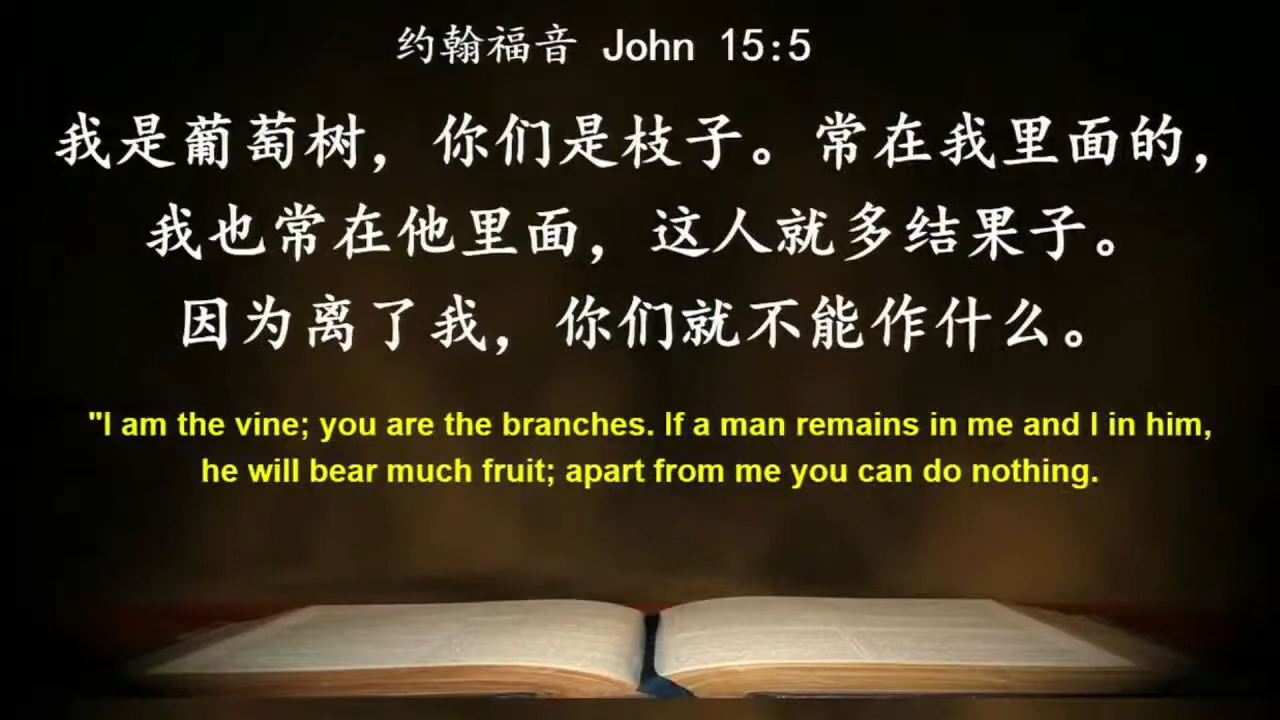 约翰福音 John 15:5
我是葡萄树，你们是枝子。常在我里面的，
我也常在他里面，这人就多结果子。
因为离了我，你们就不能作什么。
"I am the vine; you are the branches. If a man remains in me and I in him,
he will bear much fruit; apart from me you can do nothing.